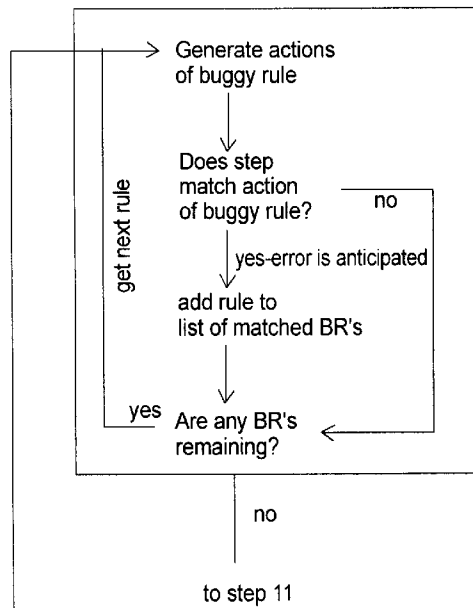 Generate actions
of buggy rule
Does step
match action
of buggy rule?
no
get next rule
yes-error is anticipated
add rule to
list of matched BR's
yes
Are any BR's
remaining?
no
to step 11